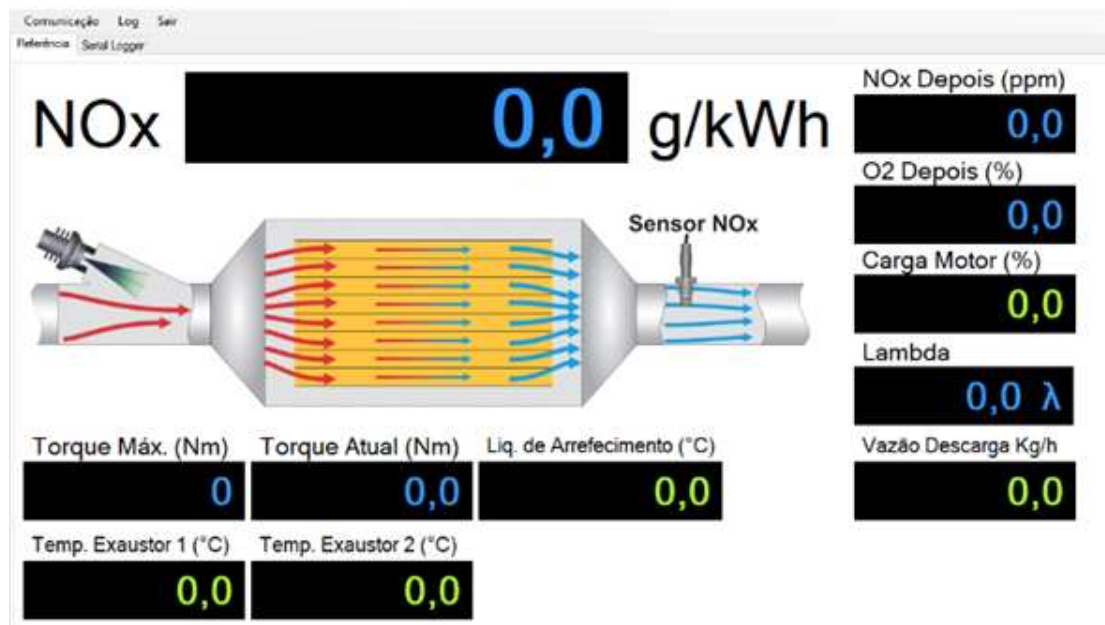 Comunicação Log Sair
Referência Serial Logger
NOx 0,0 g/kWh
NOx Depois (ppm)
0,0
O2 Depois (%)
0,0
Carga Motor (%)
0,0
Lambda
0,0 λ
Sensor NOx
Torque Máx. (Nm) Torque Atual (Nm) Liq. de Arrefecimento (°C) Vazão Descarga Kg/h
0 0,0 0,0 0,0
Temp. Exaustor 1 (°C) Temp. Exaustor 2 (°C)
0,0 0,0